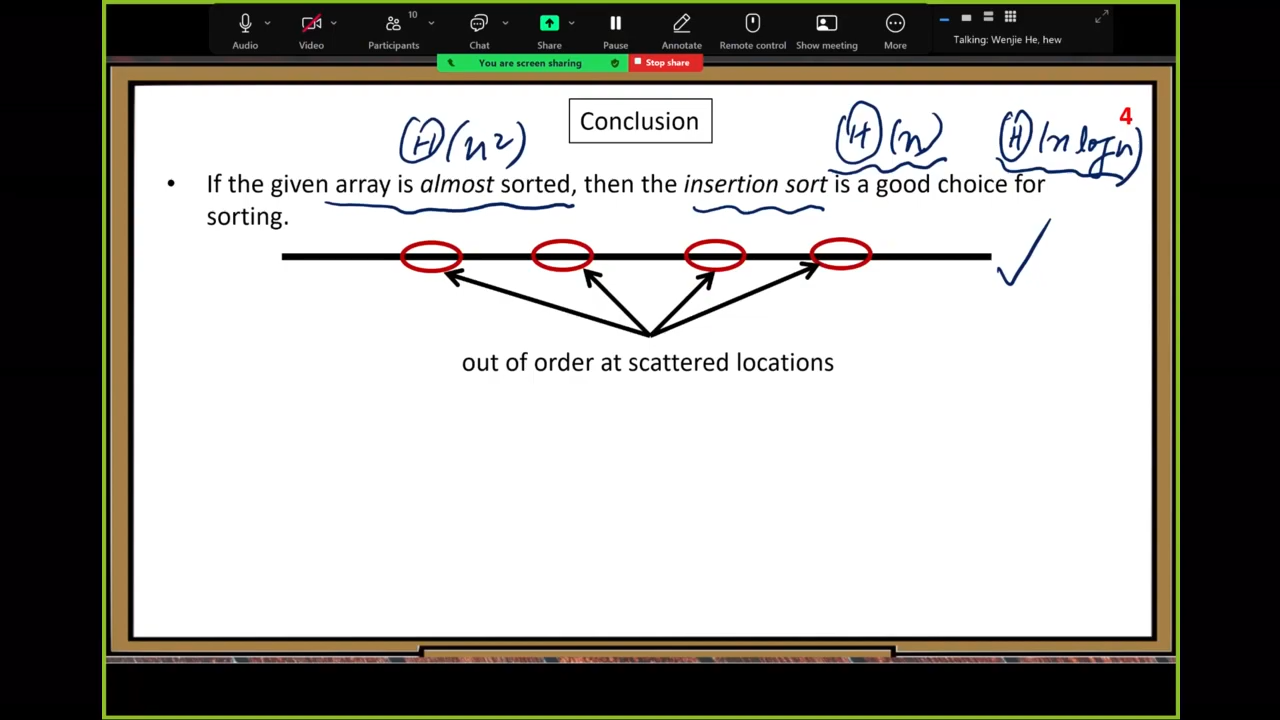 10
Audio Video Participants Chat Share Pause Annotate Remote control Show meeting More
Talking: Wenjie He, hew
You are screen sharing Stop share
Conclusion
4
Θ(n²) Θ(n) Θ(n log n)
• If the given array is almost sorted, then the insertion sort is a good choice for
sorting.
out of order at scattered locations